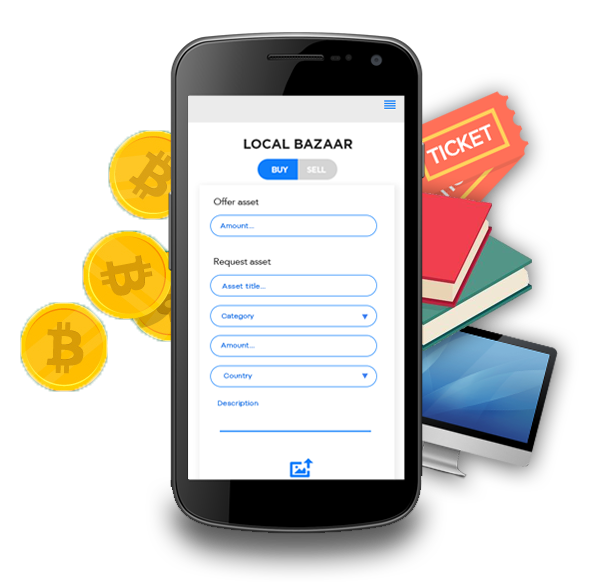 LOCAL BAZAAR
BUY SELL
Offer asset
Amount...
Request asset
Asset title...
Category
Amount...
Country
Description
TICKET